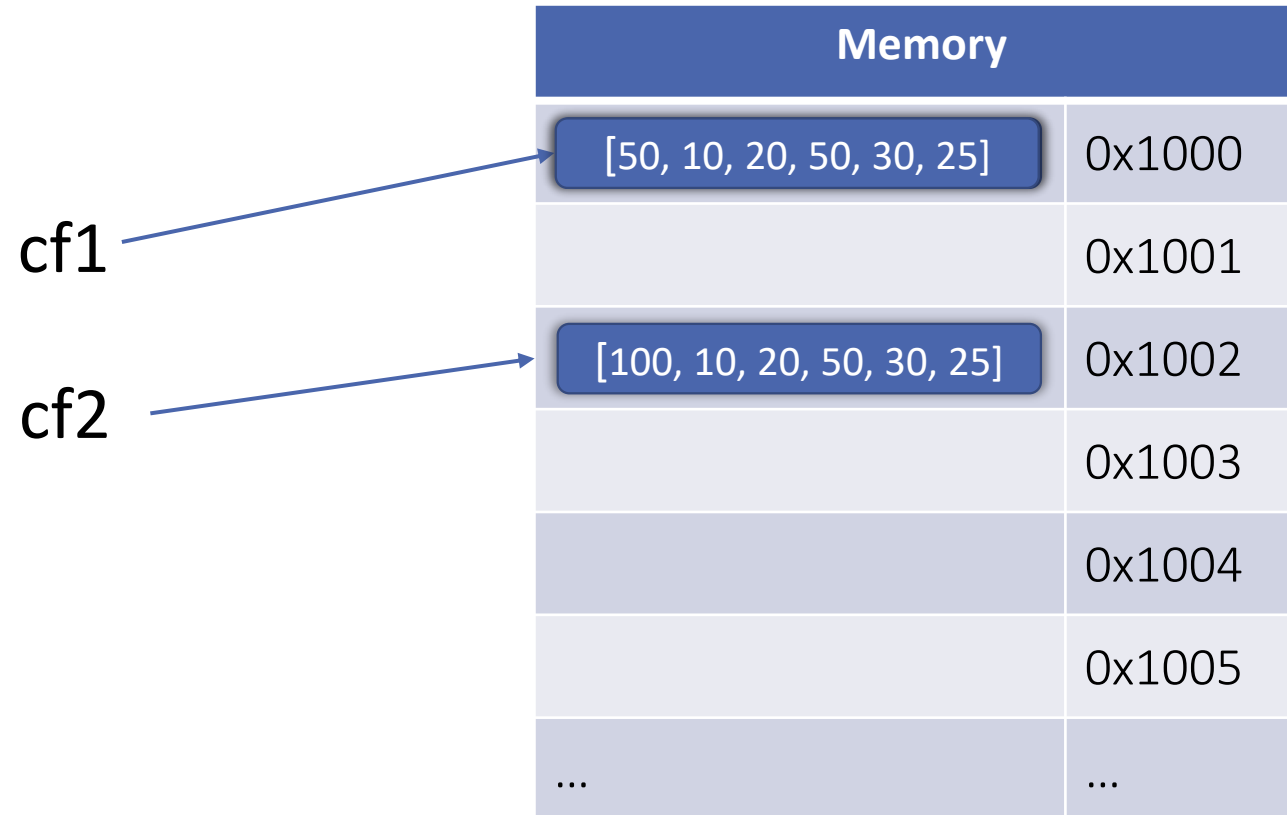 Memory
[50, 10, 20, 50, 30, 25] 0x1000
cf1
0x1001
[100, 10, 20, 50, 30, 25] 0x1002
cf2
0x1003
0x1004
0x1005
... ...